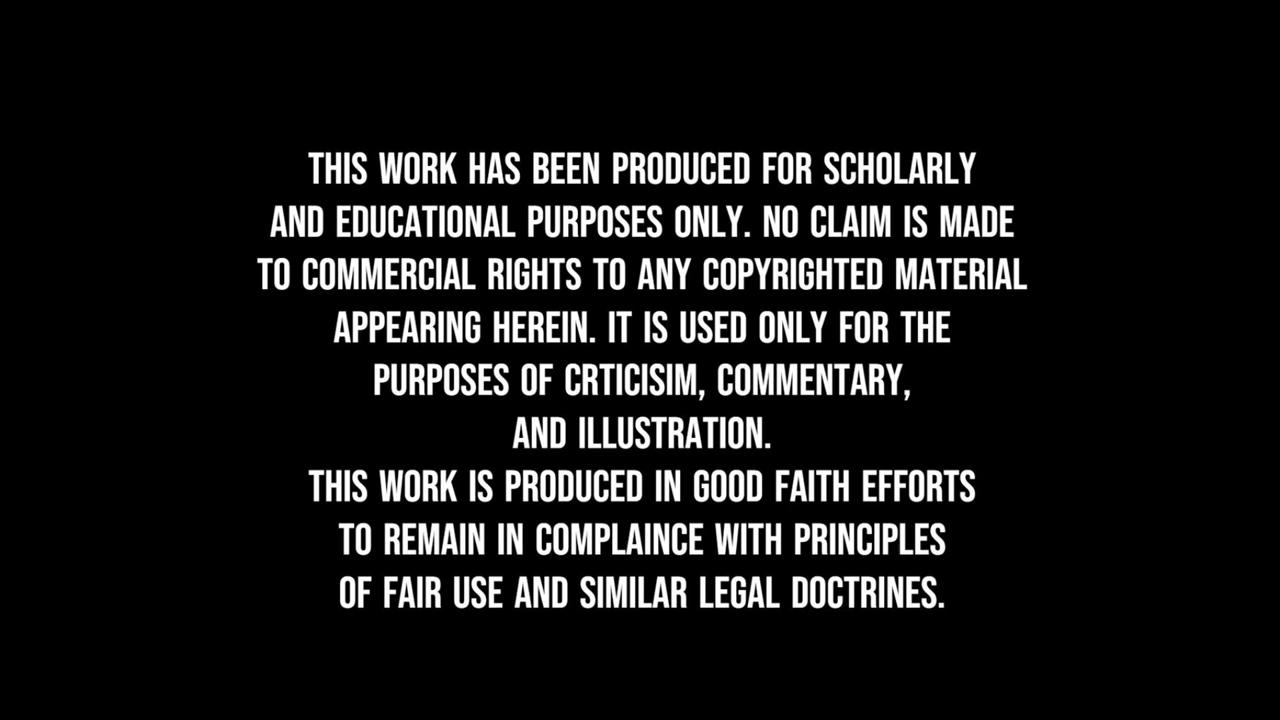 THIS WORK HAS BEEN PRODUCED FOR SCHOLARLY
AND EDUCATIONAL PURPOSES ONLY. NO CLAIM IS MADE
TO COMMERCIAL RIGHTS TO ANY COPYRIGHTED MATERIAL
APPEARING HEREIN. IT IS USED ONLY FOR THE
PURPOSES OF CRTICISIM, COMMENTARY,
AND ILLUSTRATION.
THIS WORK IS PRODUCED IN GOOD FAITH EFFORTS
TO REMAIN IN COMPLAINCE WITH PRINCIPLES
OF FAIR USE AND SIMILAR LEGAL DOCTRINES.